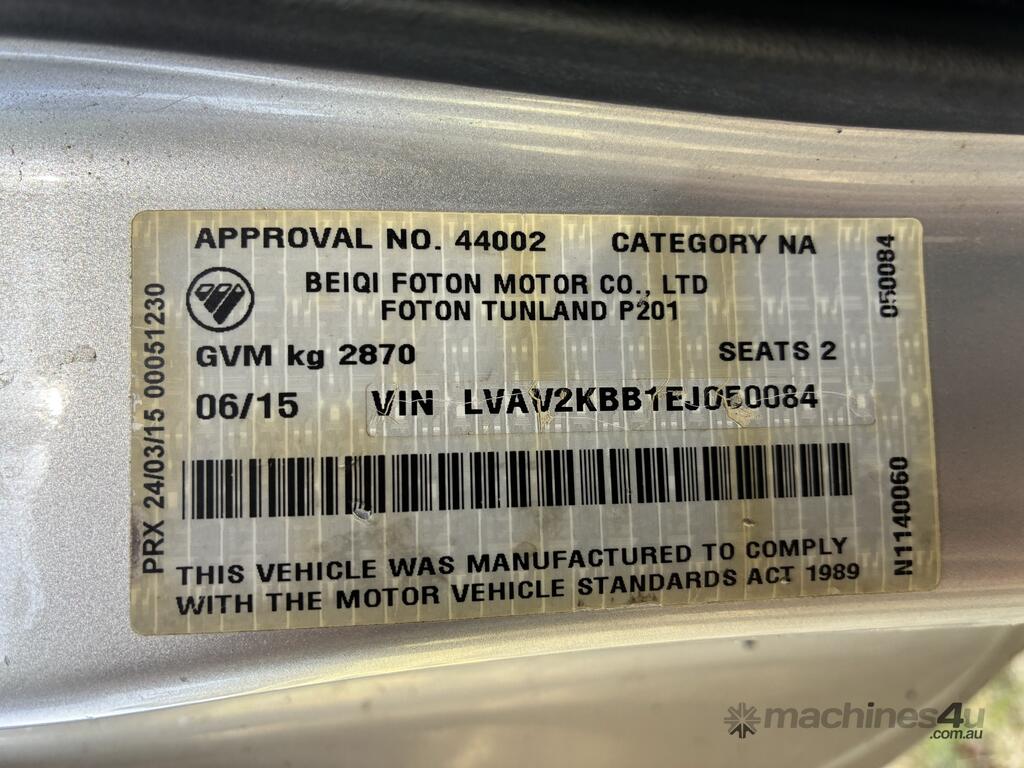 APPROVAL NO. 44002 CATEGORY NA
BEIQI FOTON MOTOR CO., LTD
FOTON TUNLAND P201
GVM kg 2870 SEATS 2
06/15 VIN LVAV2KBB1EJ050084
THIS VEHICLE WAS MANUFACTURED TO COMPLY
WITH THE MOTOR VEHICLE STANDARDS ACT 1989
PRX 24/03/15 00051230
050084
N1140060
machines4u
.com.au